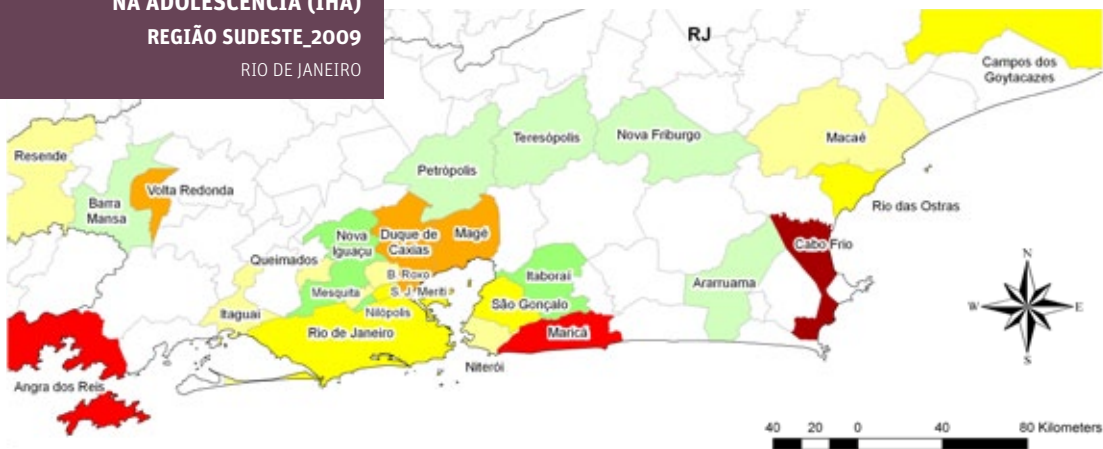 NA ADOLESCÊNCIA (IHA)
REGIÃO SUDESTE_2009
RIO DE JANEIRO
RJ
Campos dos
Goytacazes
Resende
Barra
Mansa
Volta Redonda
Petrópolis
Teresópolis
Nova Friburgo
Macaé
Rio das Ostras
Nova
Iguaçu
Duque de
Caxias
Magé
Cabo Frio
Queimados
B. Roxo
Itaboraí
Araruama
Mesquita
S. J. Meriti
São Gonçalo
Itaguaí
Nilópolis
Rio de Janeiro
Maricá
Niterói
Angra dos Reis
N
W
E
S
40 20 0 40 80 Kilometers